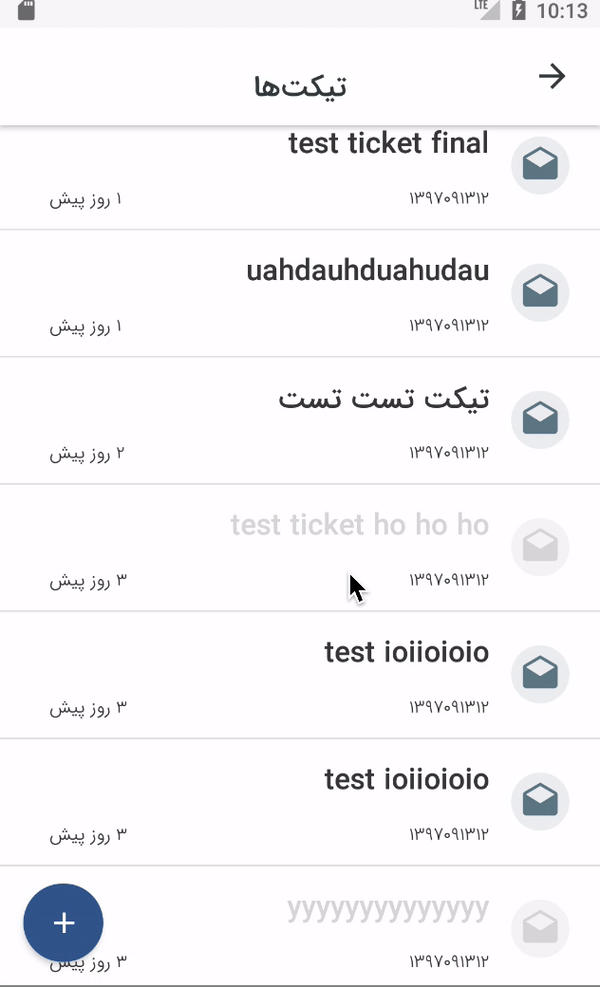 LTE 10:13
تیکت‌ها
test ticket final
۱۳۹۷۰۹۱۳۱۲ ۱ روز پیش
uahdauhduahudau
۱۳۹۷۰۹۱۳۱۲ ۱ روز پیش
تیکت تست تست
۱۳۹۷۰۹۱۳۱۲ ۲ روز پیش
test ticket ho ho ho
۱۳۹۷۰۹۱۳۱۲ ۳ روز پیش
test ioiioioio
۱۳۹۷۰۹۱۳۱۲ ۳ روز پیش
test ioiioioio
۱۳۹۷۰۹۱۳۱۲ ۳ روز پیش
yyyyyyyyyyyyyy
۱۳۹۷۰۹۱۳۱۲ ۳ روز پیش